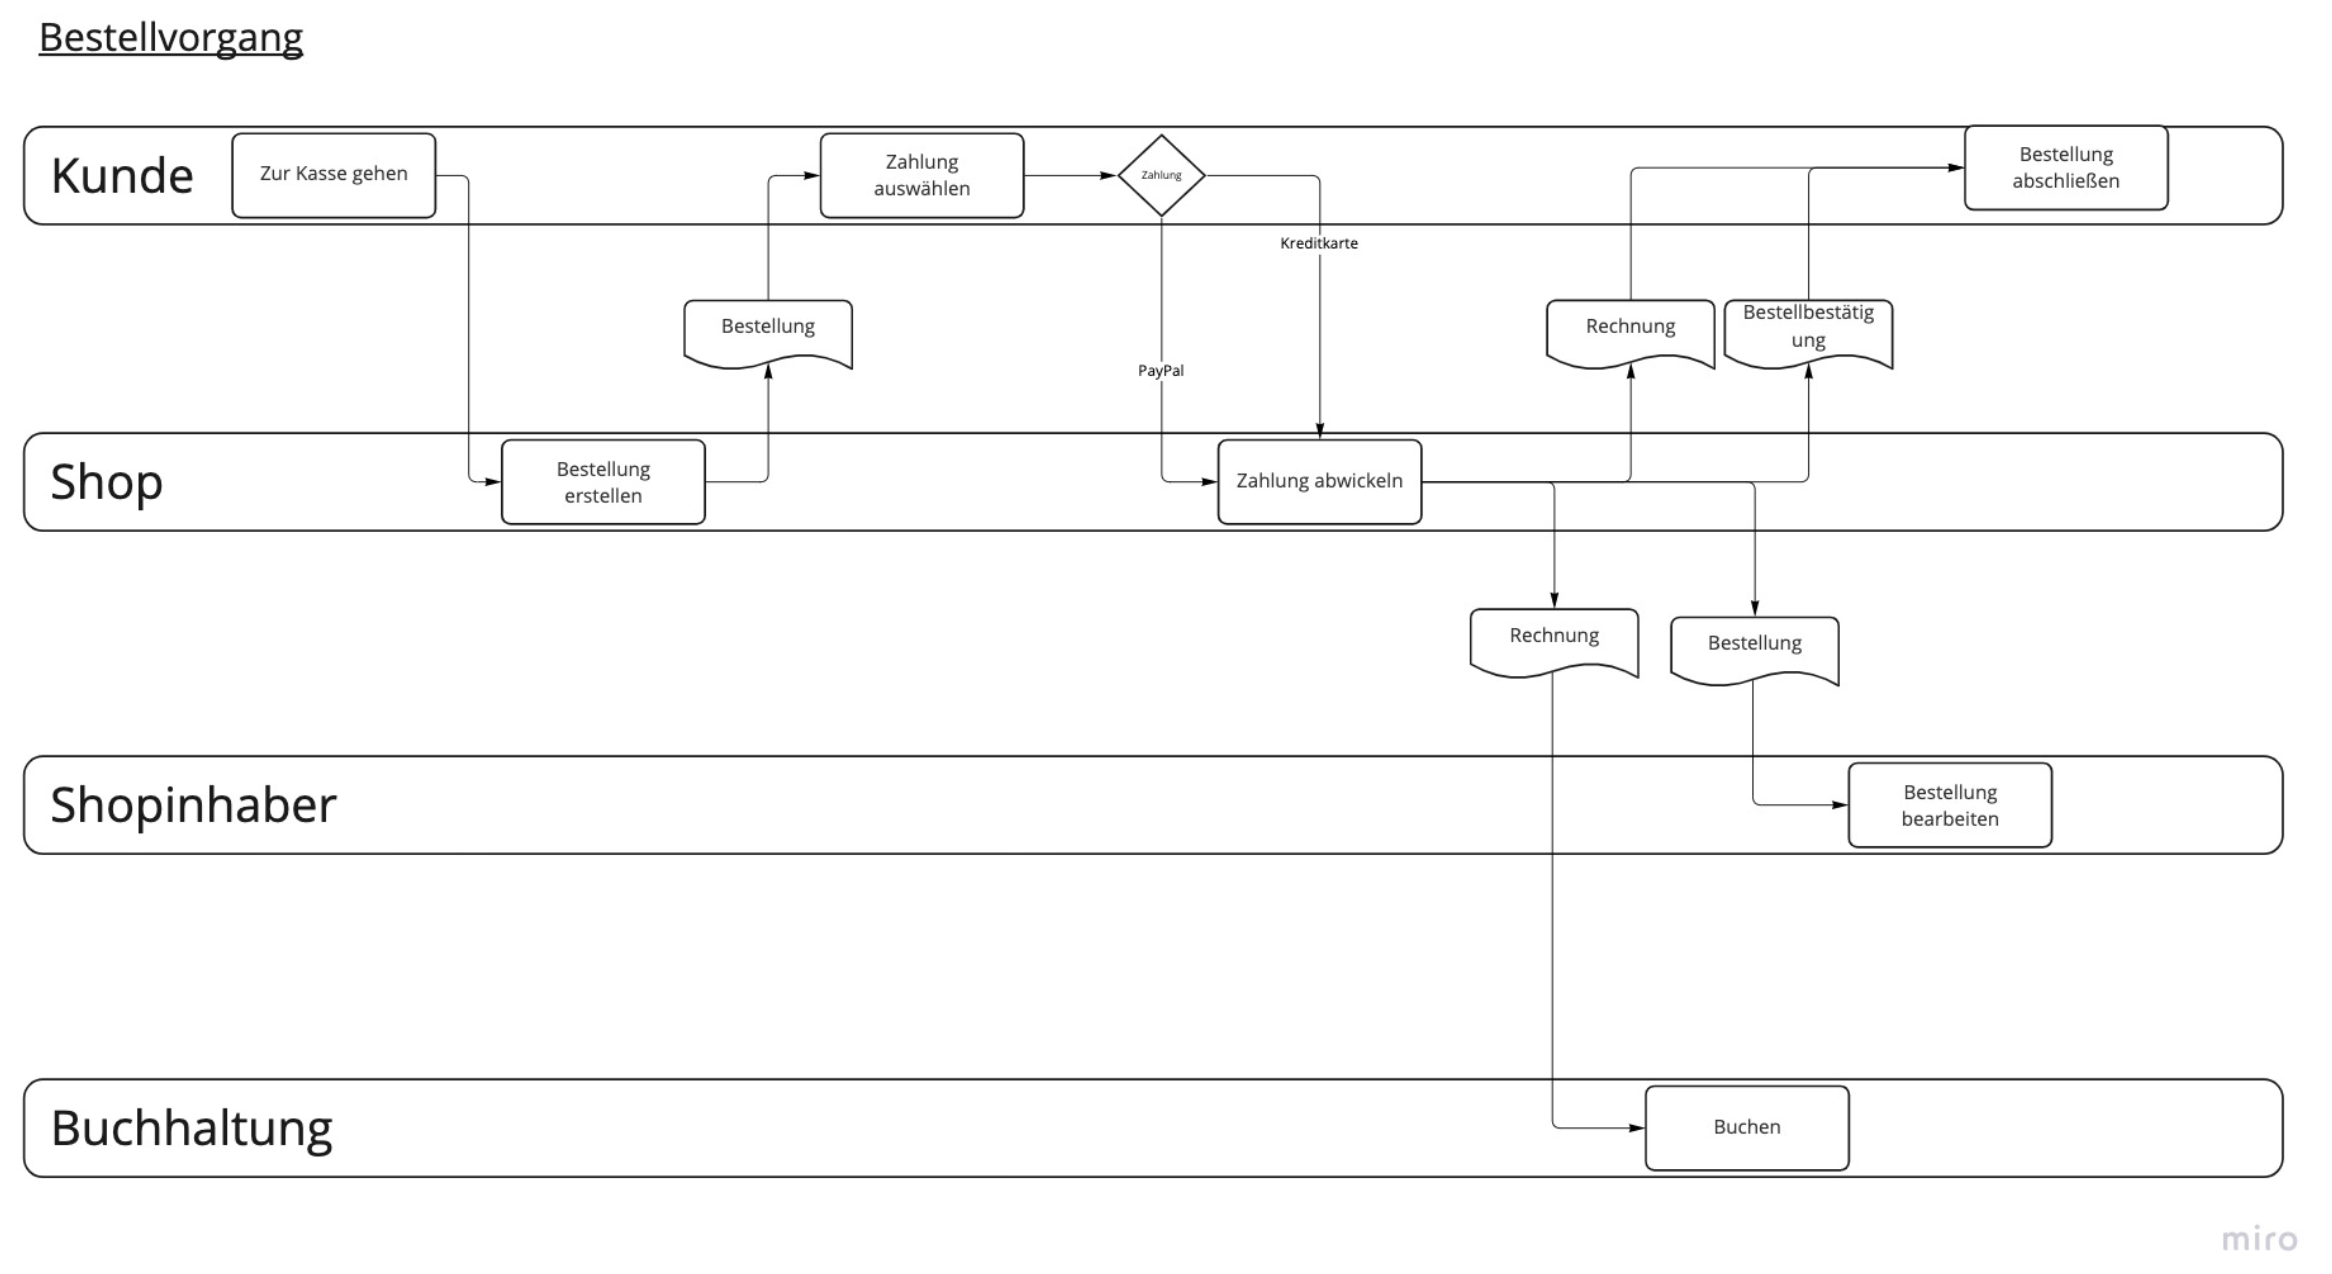 Bestellvorgang
Kunde
Zur Kasse gehen
Zahlung
auswählen
Zahlung
Bestellung
abschließen
Kreditkarte
Bestellung
PayPal
Rechnung
Bestellbestätig
ung
Shop
Bestellung
erstellen
Zahlung abwickeln
Rechnung
Bestellung
Shopinhaber
Bestellung
bearbeiten
Buchhaltung
Buchen
miro